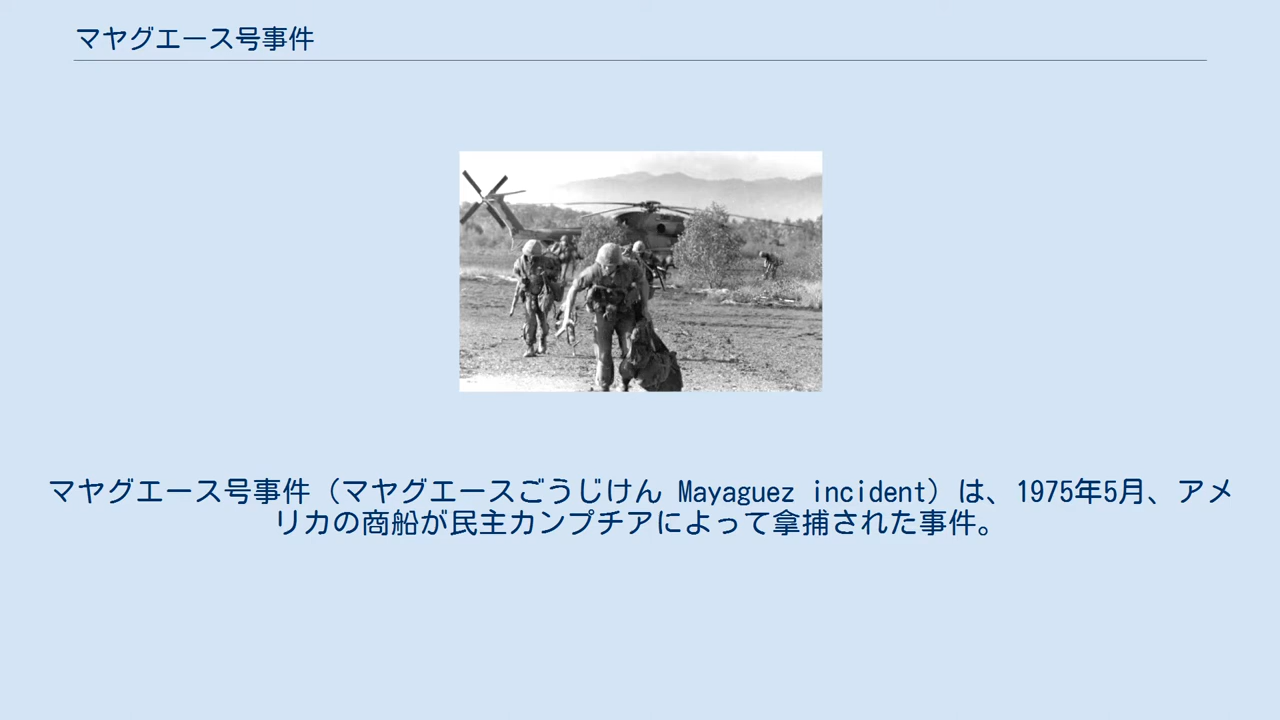 マヤグエース号事件
マヤグエース号事件（マヤグエースごうじけん Mayaguez incident）は、1975年5月、アメ
リカの商船が民主カンプチアによって拿捕された事件。